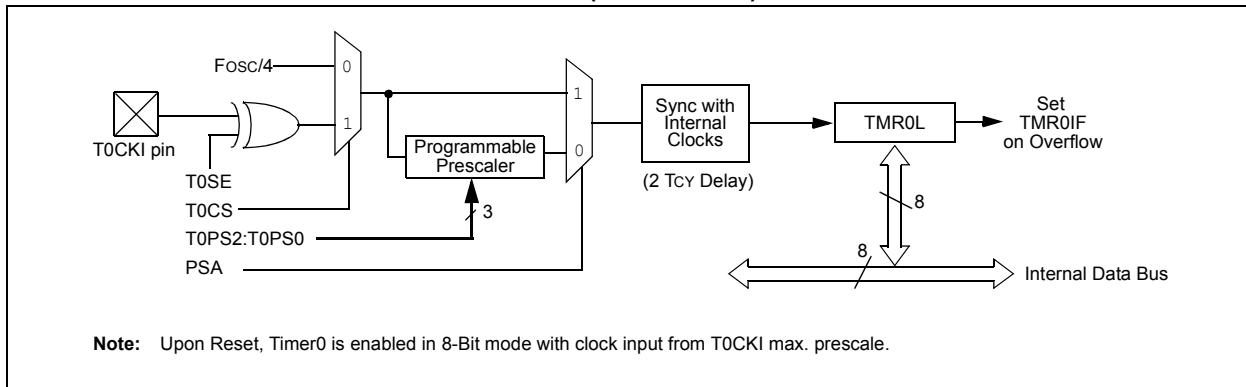 FOSC/4
0
1
T0CKI pin
T0SE
T0CS
T0PS2:T0PS0
PSA
Programmable
Prescaler
3
1
0
Sync with
Internal
Clocks
(2 TCY Delay)
TMR0L
Set
TMR0IF
on Overflow
8
8
Internal Data Bus
Note: Upon Reset, Timer0 is enabled in 8-Bit mode with clock input from T0CKI max. prescale.